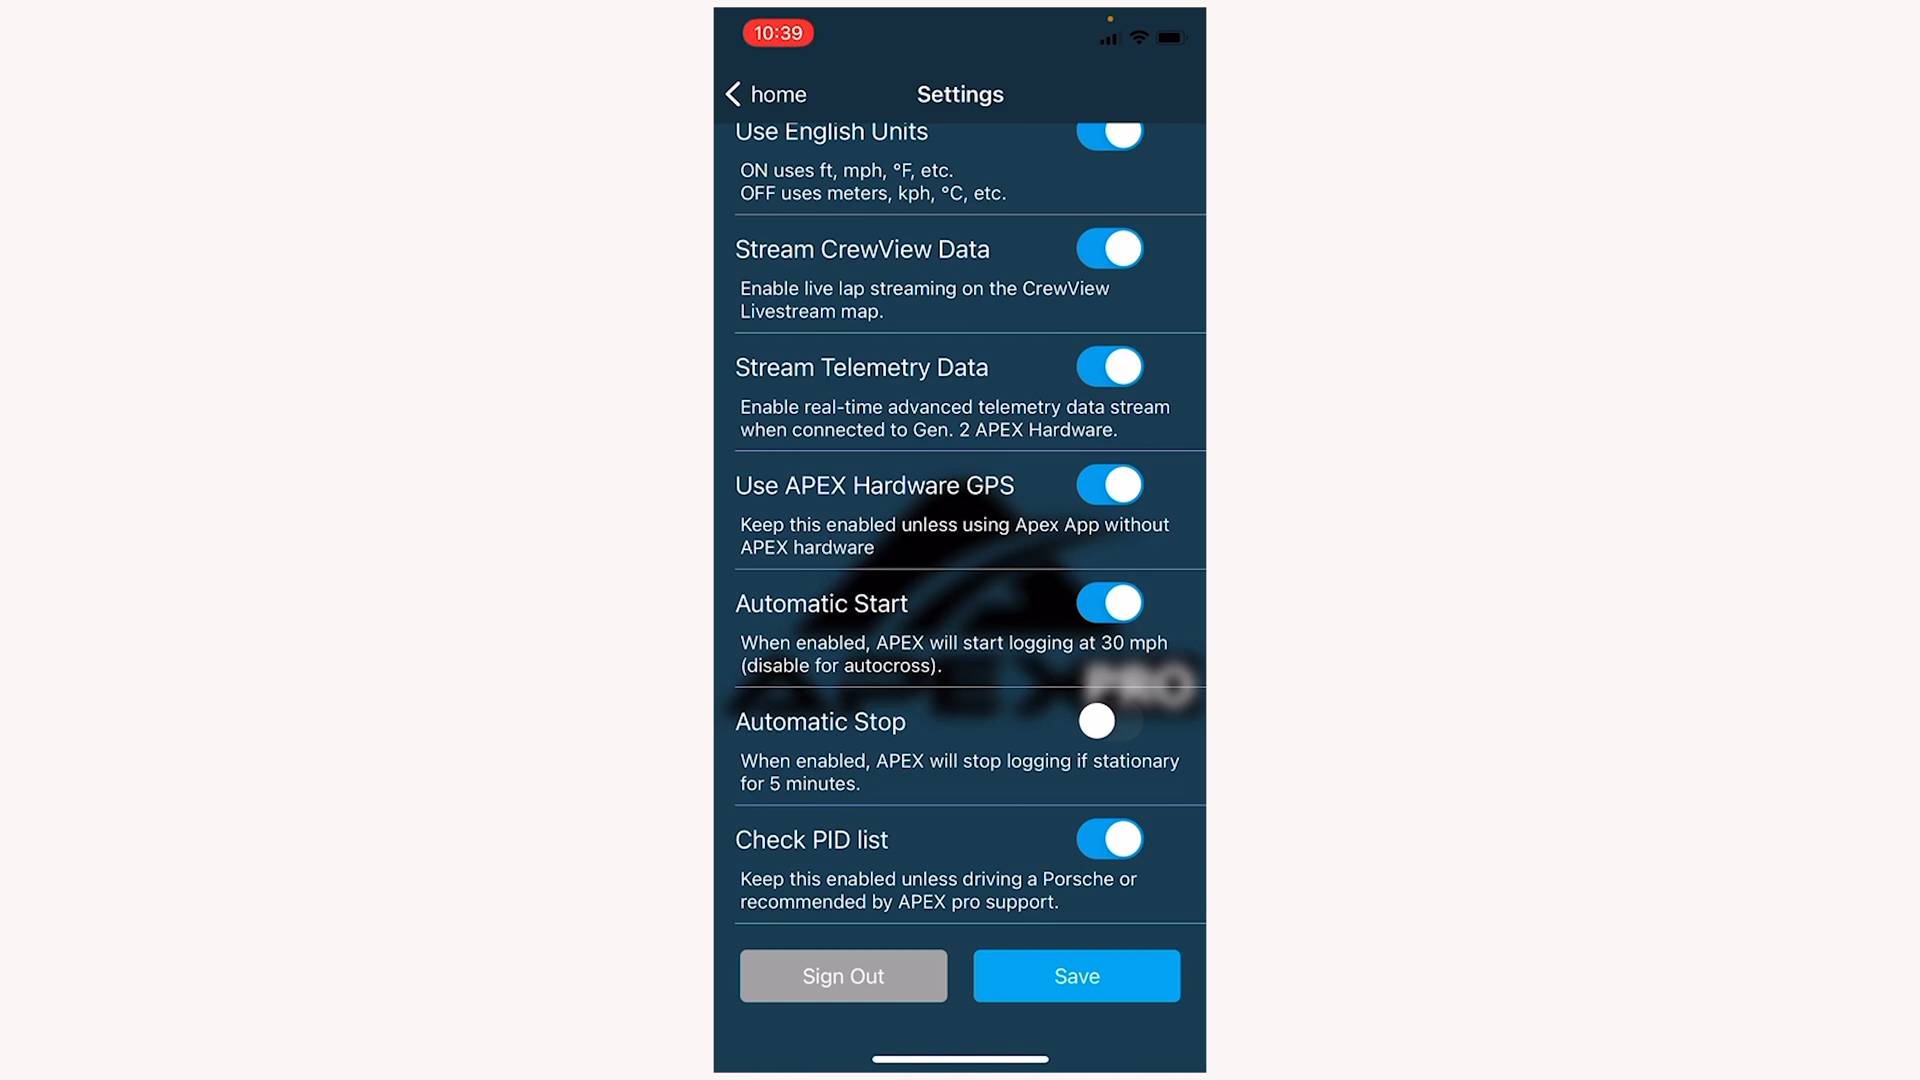 10:39
home
Settings
Use English Units
ON uses ft, mph, °F, etc.
OFF uses meters, kph, °C, etc.
Stream CrewView Data
Enable live lap streaming on the CrewView
Livestream map.
Stream Telemetry Data
Enable real-time advanced telemetry data stream
when connected to Gen. 2 APEX Hardware.
Use APEX Hardware GPS
Keep this enabled unless using Apex App without
APEX hardware
Automatic Start
When enabled, APEX will start logging at 30 mph
(disable for autocross).
APEX PRO
Automatic Stop
When enabled, APEX will stop logging if stationary
for 5 minutes.
Check PID list
Keep this enabled unless driving a Porsche or
recommended by APEX pro support.
Sign Out
Save